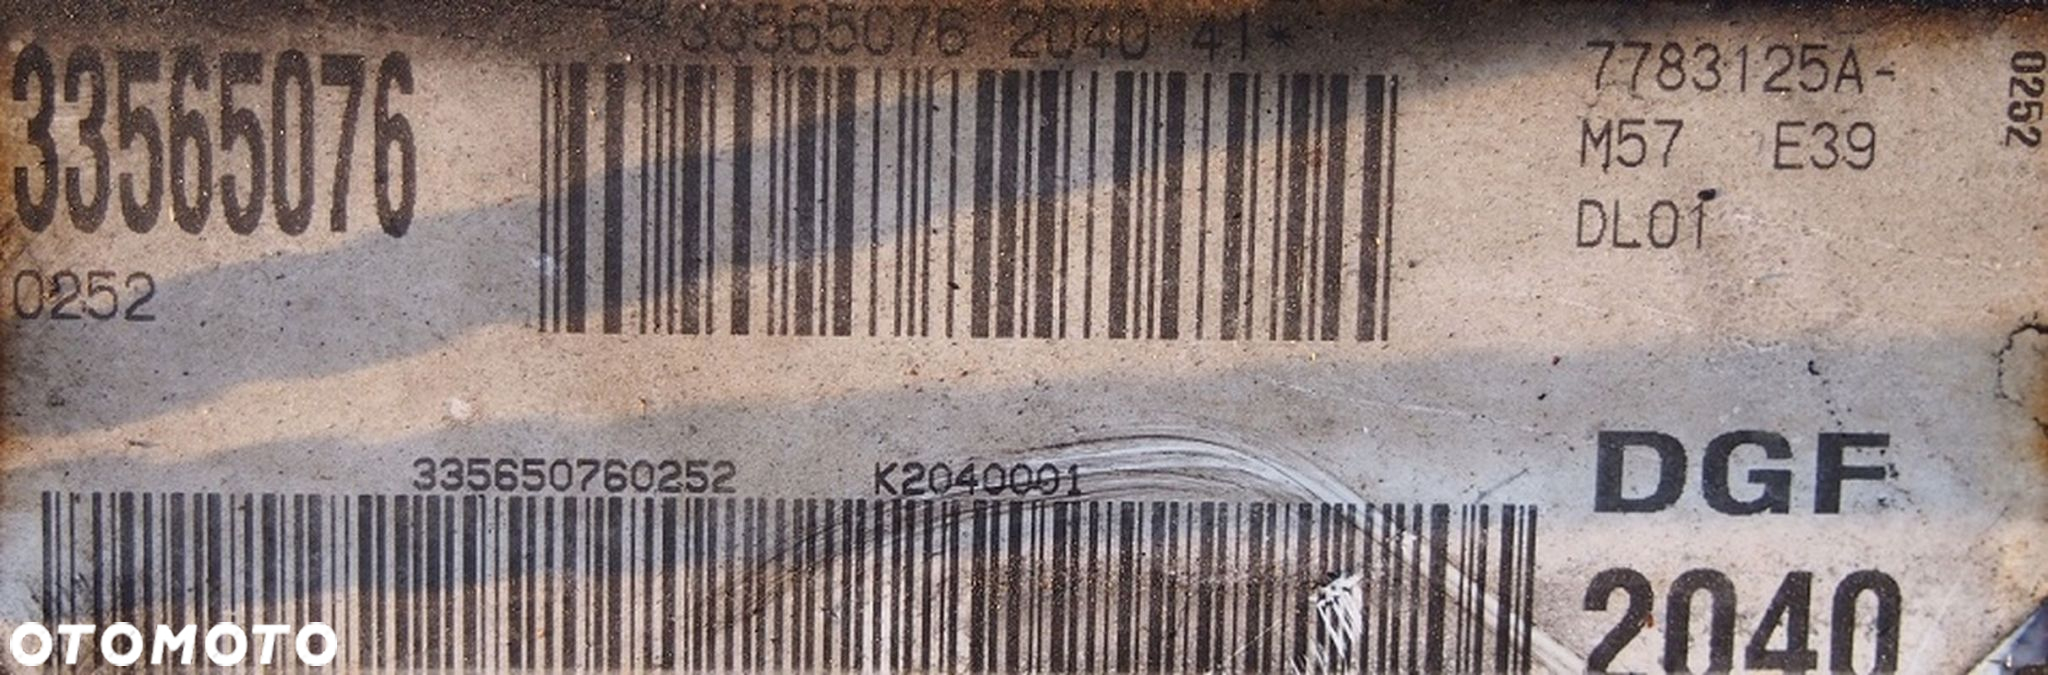 *33565076 2040 41*
33565076
7783125A-
0252
M57 E39
DL01
0252
335650760252 K2040001
DGF
2040
OTOMOTO